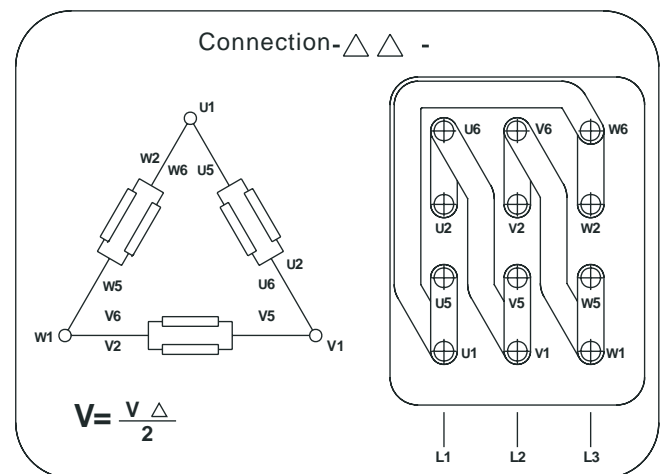 Connection-△ △ -
U1
W2
W6 U5
U2
U6
W5
V6 V5
W1 V2 V1
V= V △
2
U6 V6 W6
U2 V2 W2
U5 V5 W5
U1 V1 W1
L1 L2 L3